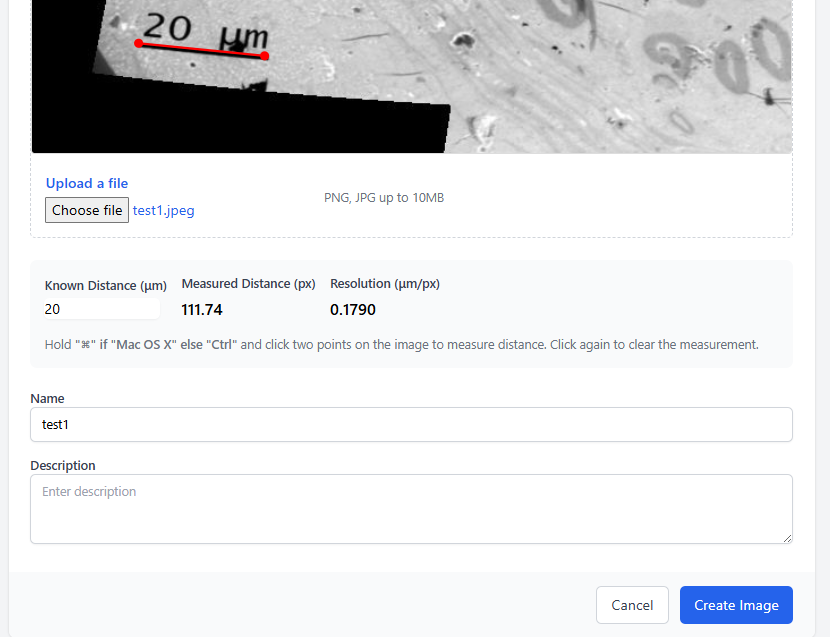 20 μm
Upload a file
Choose file test1.jpeg
PNG, JPG up to 10MB
Known Distance (μm) Measured Distance (px) Resolution (μm/px)
20 111.74 0.1790
Hold "⌘" if "Mac OS X" else "Ctrl" and click two points on the image to measure distance. Click again to clear the measurement.
Name
test1
Description
Enter description
Cancel Create Image